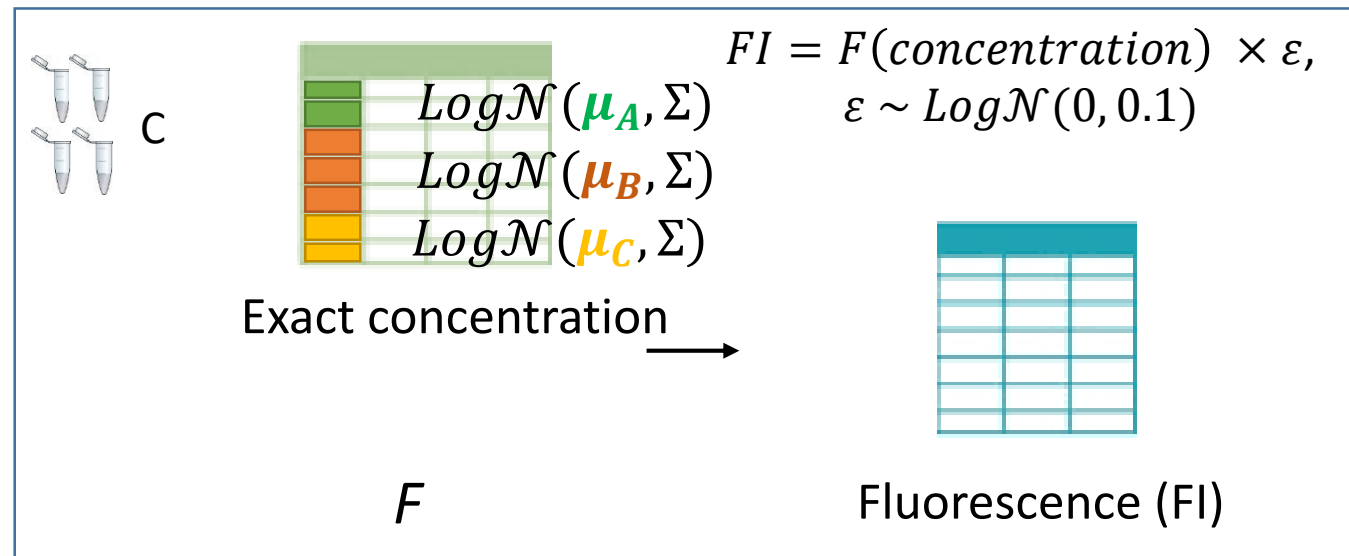 C
LogN(μ_A, Σ)
LogN(μ_B, Σ)
LogN(μ_C, Σ)
Exact concentration
FI = F(concentration) × ε,
ε ~ LogN(0, 0.1)
F
Fluorescence (FI)